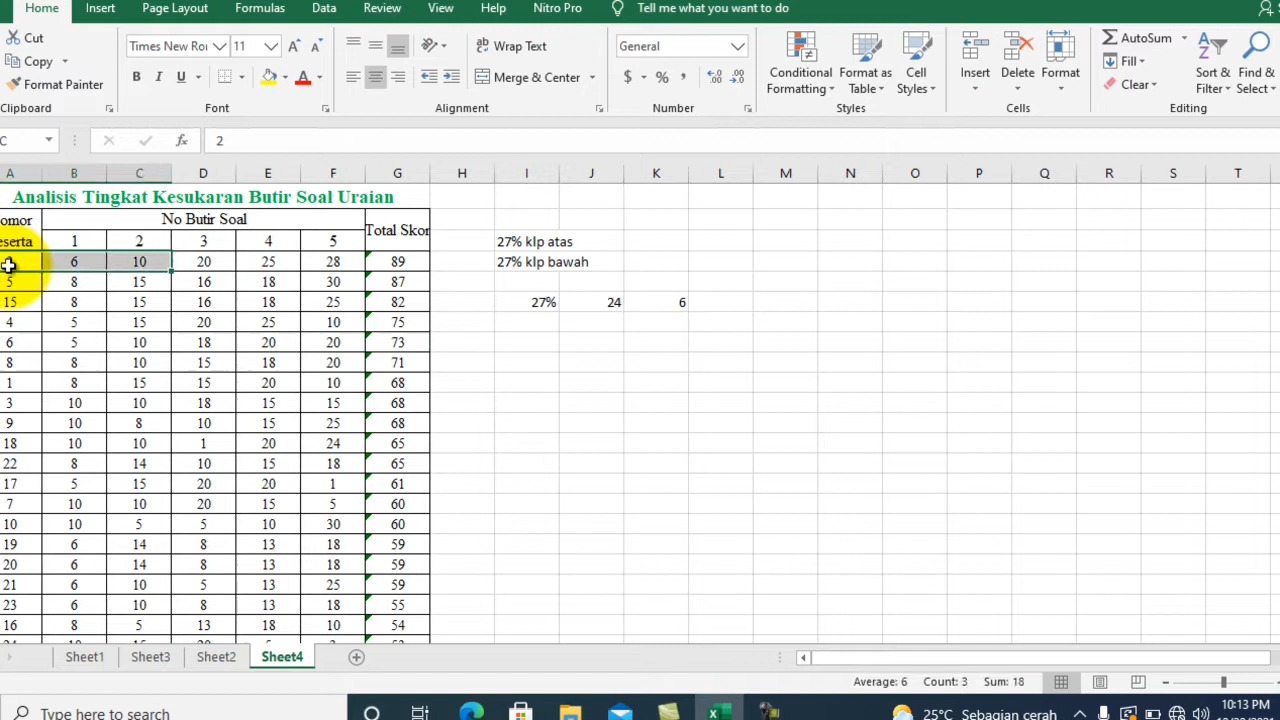 Home Insert Page Layout Formulas Data Review View Help Nitro Pro Tell me what you want to do
Cut
Copy
Format Painter
Clipboard
Times New Ro 11
B I U
Font
Wrap Text
Merge & Center
Alignment
General
$ % ,
Number
Conditional Formatting
Format as Table
Cell Styles
Styles
Insert
Delete
Format
Cells
AutoSum
Fill
Clear
Sort & Filter
Find & Select
Editing
C fx 2
A B C D E F G H I J K L M N O P Q R S T
Analisis Tingkat Kesukaran Butir Soal Uraian
omor No Butir Soal Total Skor
eserta 1 2 3 4 5 27% klp atas
6 10 20 25 28 89 27% klp bawah
5 8 15 16 18 30 87
15 8 15 16 18 25 82 27% 24 6
4 5 15 20 25 10 75
6 5 10 18 20 20 73
8 8 10 15 18 20 71
1 8 15 15 20 10 68
3 10 10 18 15 15 68
9 10 8 10 15 25 68
18 10 10 1 20 24 65
22 8 14 10 15 18 65
17 5 15 20 20 1 61
7 10 10 20 15 5 60
10 10 5 5 10 30 60
19 6 14 8 13 18 59
20 6 14 8 13 18 59
21 6 10 5 13 25 59
23 6 10 8 13 18 55
16 8 5 13 18 10 54
Sheet1 Sheet3 Sheet2 Sheet4
Average: 6 Count: 3 Sum: 18
Type here to search
25°C Sebagian cerah
10:13 PM